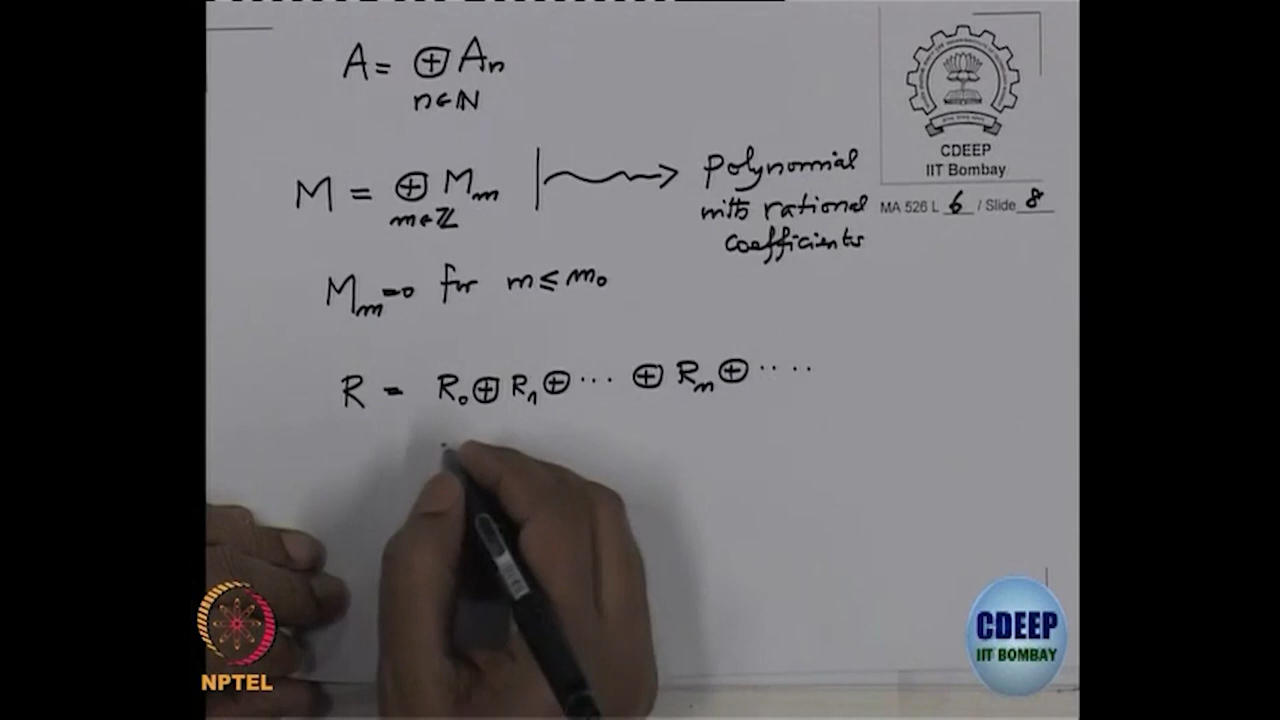 A = ⊕ Aₙ
n∈ℕ
M = ⊕ Mₘ
m∈ℤ
Polynomial
with rational
coefficients
Mₘ=0 for m ≤ m₀
R = R₀ ⊕ R₁ ⊕ ··· ⊕ Rₘ ⊕ ····
CDEEP
IIT Bombay
MA 526 L 6 / Slide 8
NPTEL
CDEEP
IIT BOMBAY